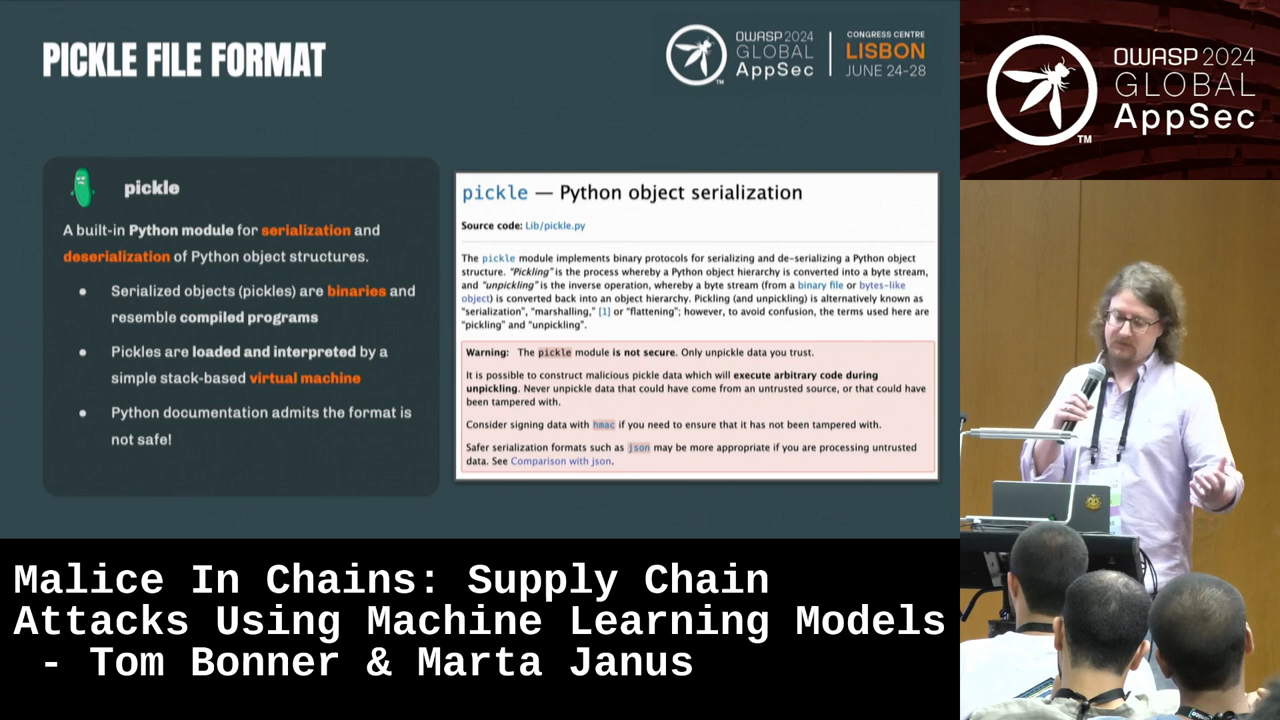 PICKLE FILE FORMAT
OWASP 2024
GLOBAL
AppSec
TM
CONGRESS CENTRE
LISBON
JUNE 24-28
pickle
A built-in Python module for serialization and
deserialization of Python object structures.
● Serialized objects (pickles) are binaries and
resemble compiled programs
● Pickles are loaded and interpreted by a
simple stack-based virtual machine
● Python documentation admits the format is
not safe!
pickle — Python object serialization
Source code: Lib/pickle.py
The pickle module implements binary protocols for serializing and de-serializing a Python object
structure. "Pickling" is the process whereby a Python object hierarchy is converted into a byte stream,
and "unpickling" is the inverse operation, whereby a byte stream (from a binary file or bytes-like
object) is converted back into an object hierarchy. Pickling (and unpickling) is alternatively known as
"serialization", "marshalling," [1] or "flattening"; however, to avoid confusion, the terms used here are
"pickling" and "unpickling".
Warning: The pickle module is not secure. Only unpickle data you trust.
It is possible to construct malicious pickle data which will execute arbitrary code during
unpickling. Never unpickle data that could have come from an untrusted source, or that could have
been tampered with.
Consider signing data with hmac if you need to ensure that it has not been tampered with.
Safer serialization formats such as json may be more appropriate if you are processing untrusted
data. See Comparison with json.
OWASP 2024
GLOBAL
AppSec
TM
Malice In Chains: Supply Chain
Attacks Using Machine Learning Models
- Tom Bonner & Marta Janus